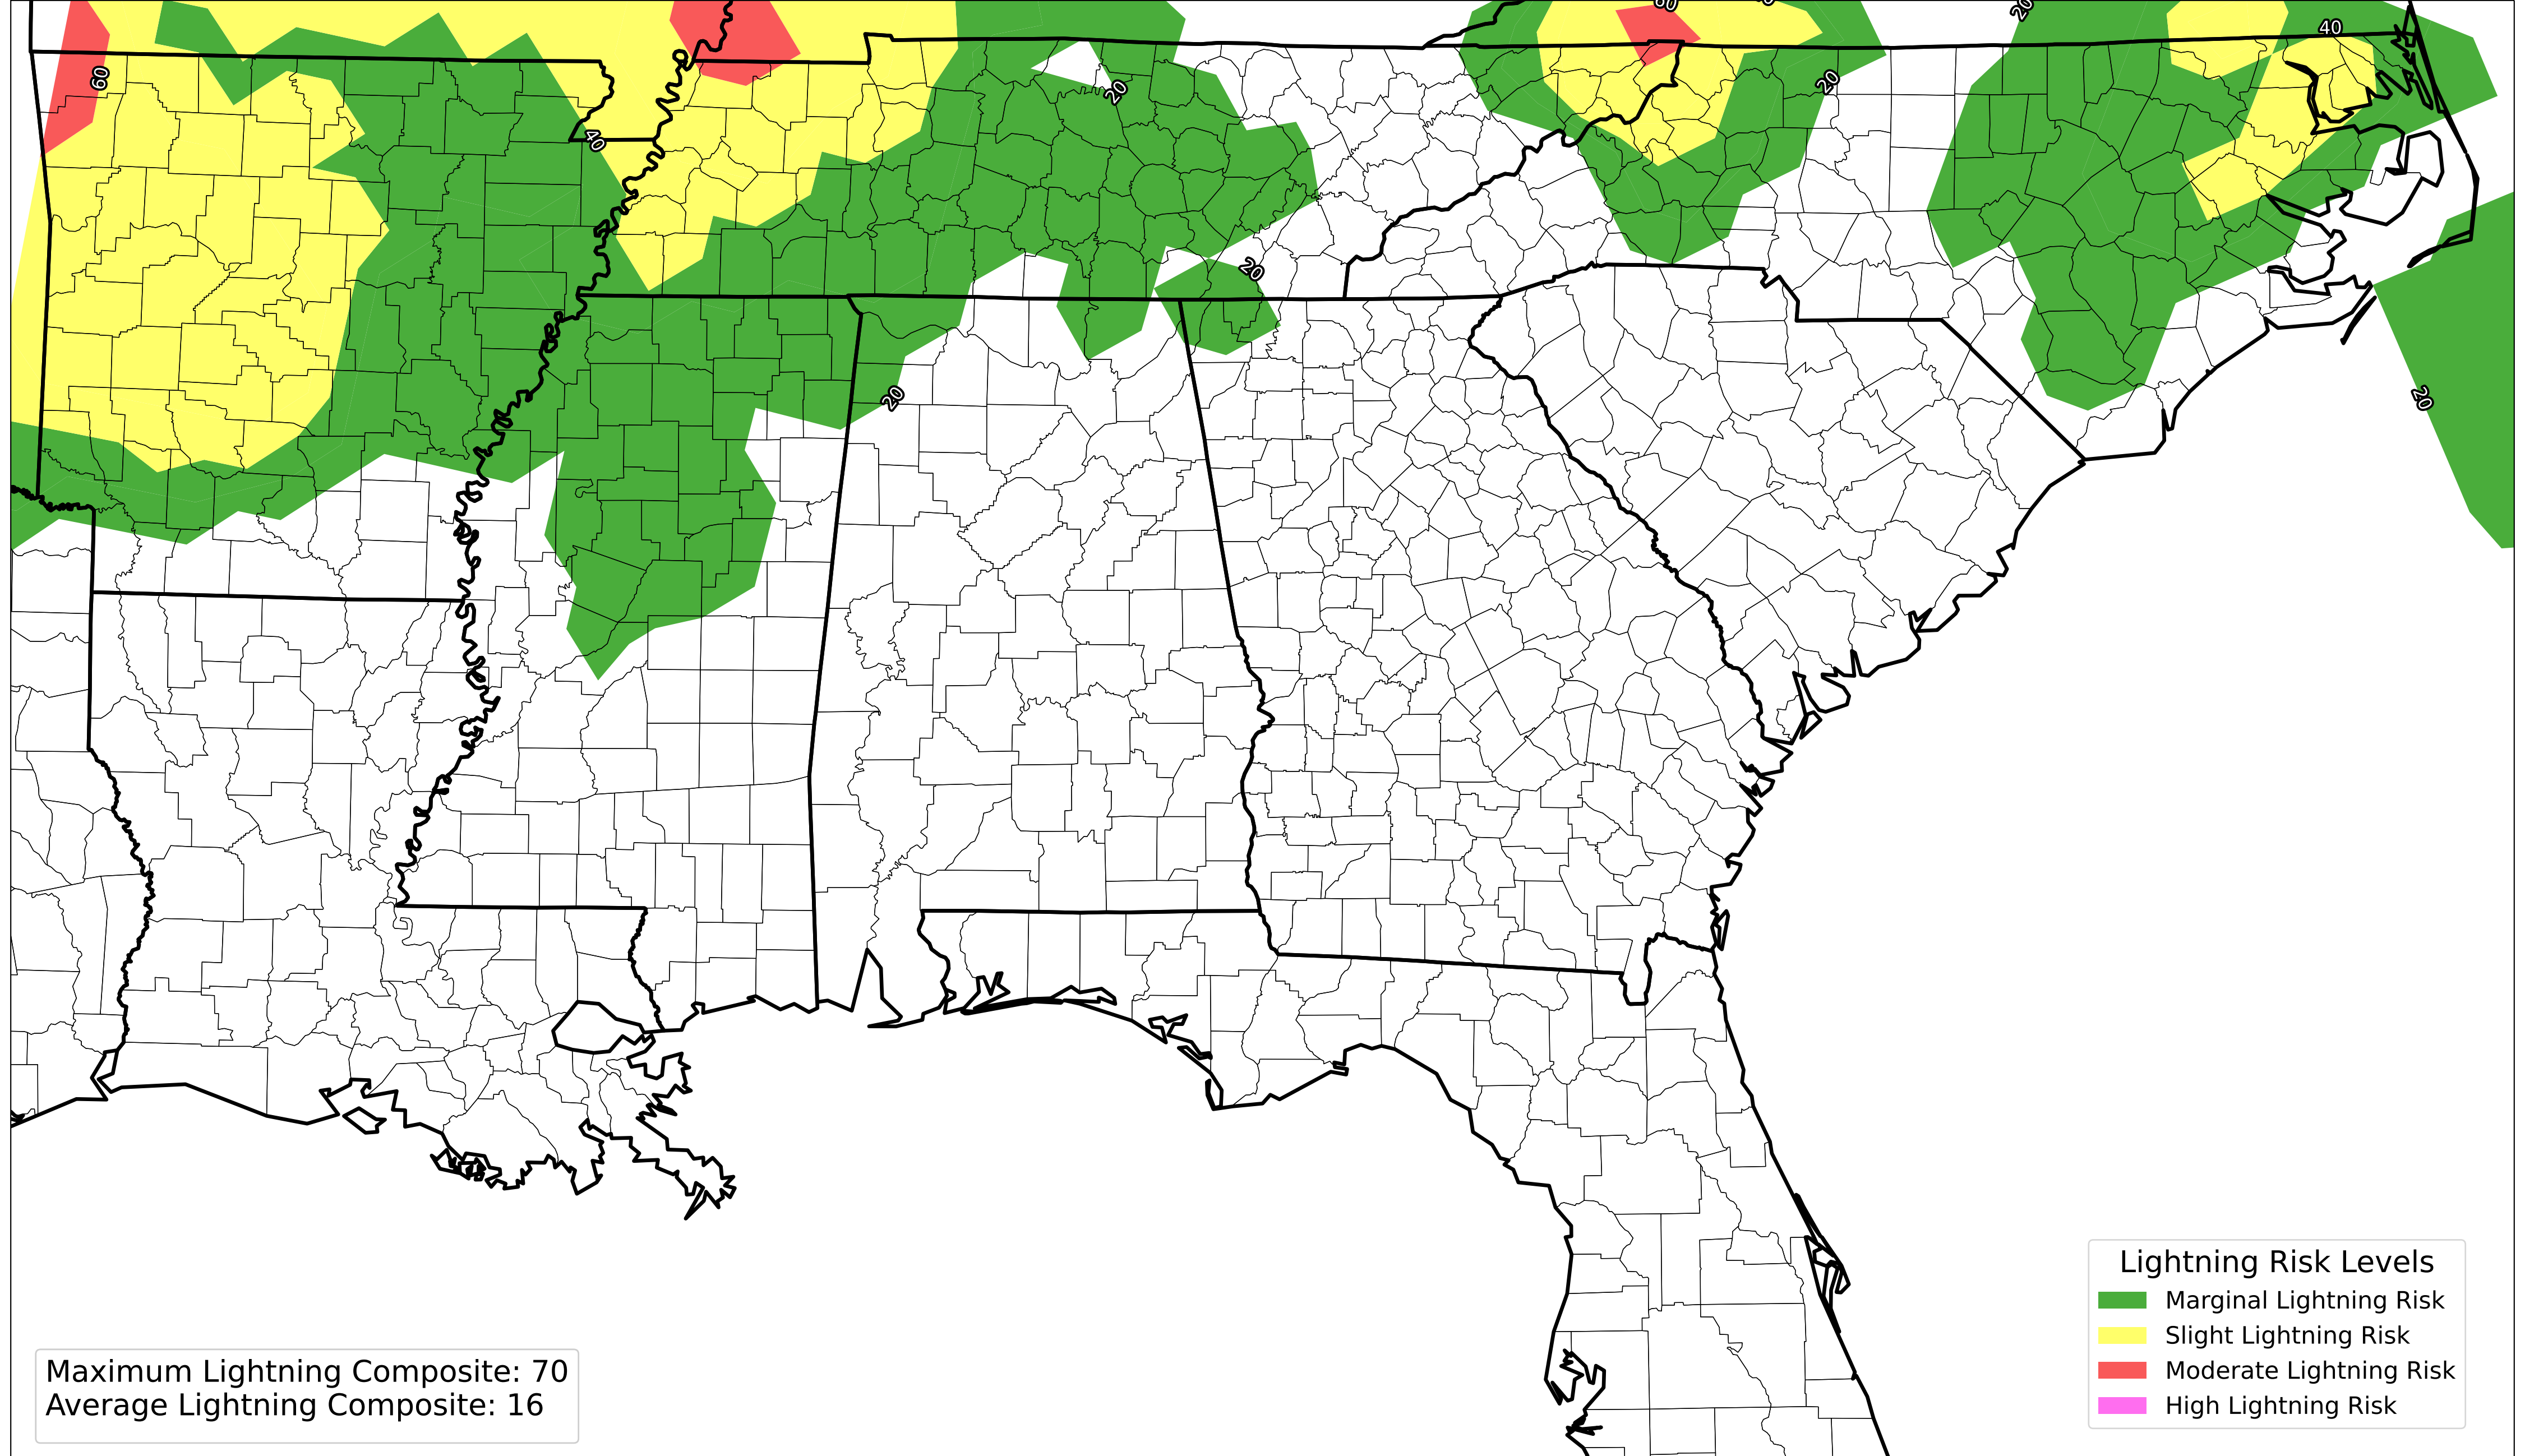 60
20
40
60
20
20
40
20
20
20
Lightning Risk Levels
Marginal Lightning Risk
Slight Lightning Risk
Moderate Lightning Risk
High Lightning Risk
Maximum Lightning Composite: 70
Average Lightning Composite: 16